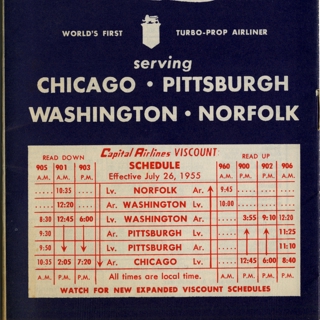 WORLD'S FIRST TURBO-PROP AIRLINER
serving
CHICAGO · PITTSBURGH
WASHINGTON · NORFOLK
Capital Airlines VISCOUNT
READ DOWN SCHEDULE READ UP
905 901 903 Effective July 26, 1955 960 900 902 906
A.M. A.M. P.M. A.M. P.M. P.M. P.M.
..... 10:35 ..... Lv. NORFOLK Ar. 9:45 ..... ..... .....
..... 12:20 ..... Ar. WASHINGTON Lv. 10:00 ..... ..... .....
8:30 12:45 6:00 Lv. WASHINGTON Ar. ..... 3:55 9:10 12:20
9:30 Ar. PITTSBURGH Lv. ..... 11:25
9:50 Lv. PITTSBURGH Ar. ..... 11:10
10:35 2:05 7:20 Ar. CHICAGO Lv. ..... 12:45 6:00 8:40
A.M. P.M. P.M. All times are local time. A.M. P.M. P.M. P.M.
WATCH FOR NEW EXPANDED VISCOUNT SCHEDULES